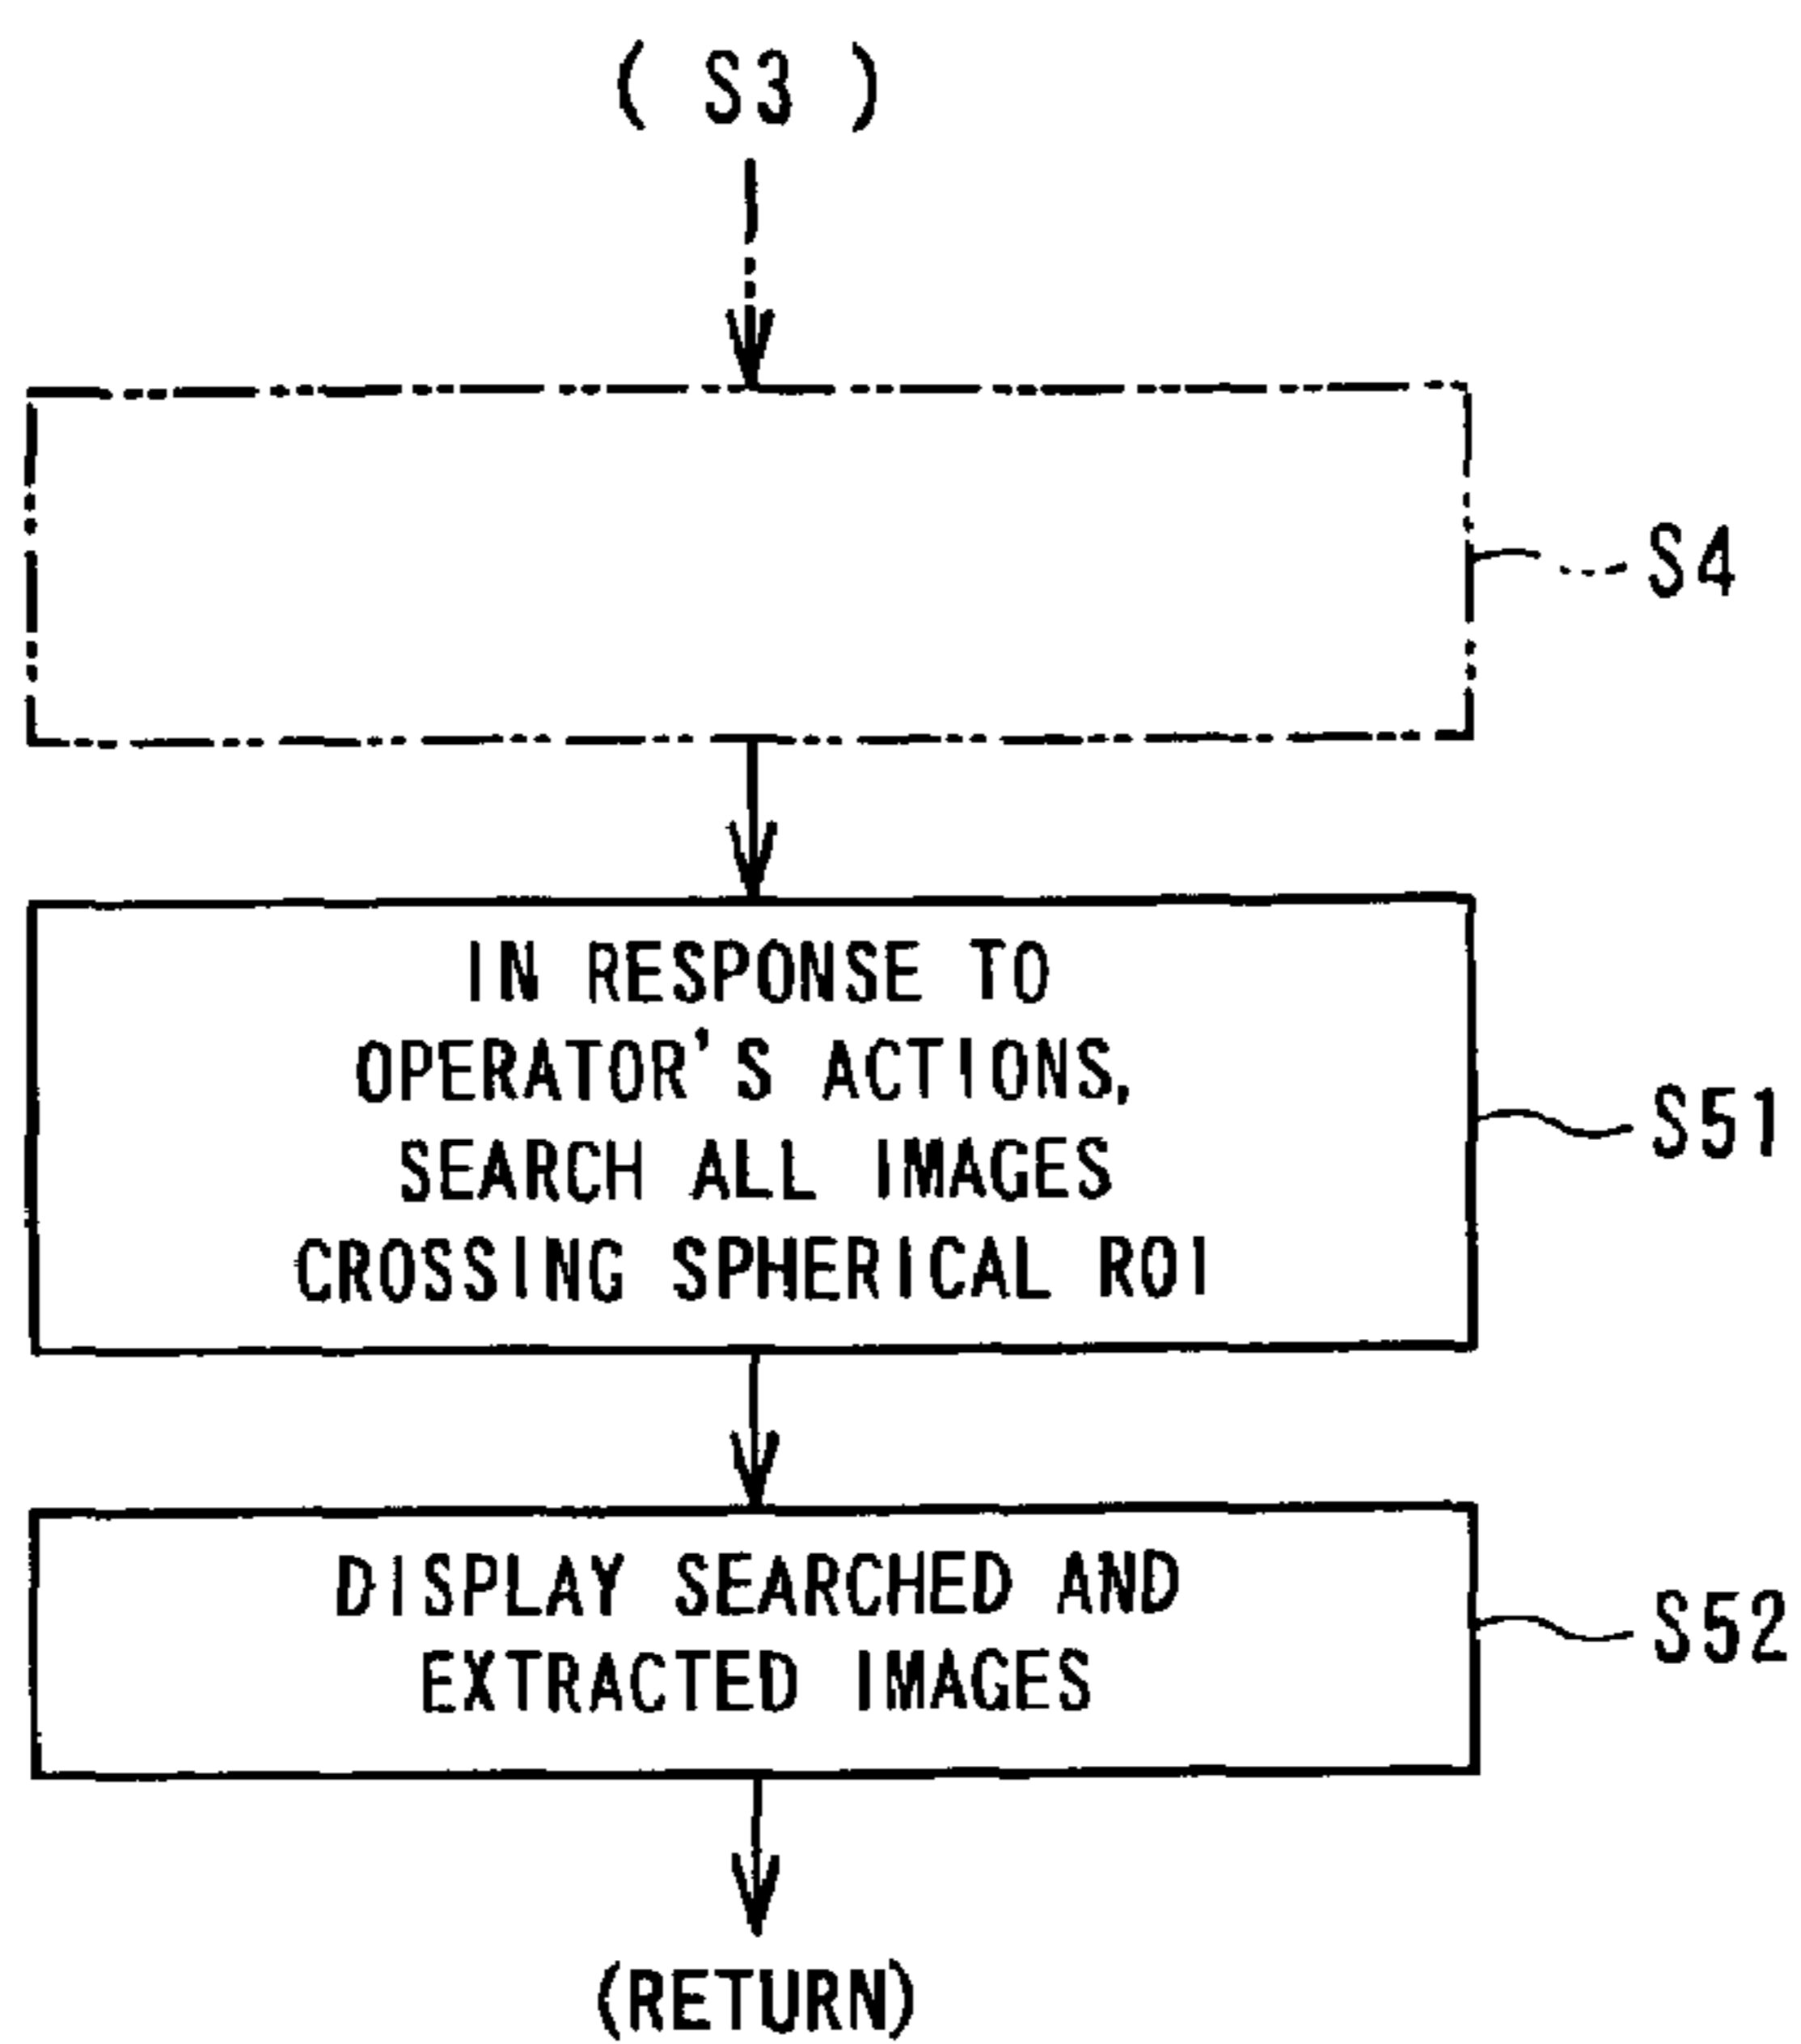 ( S3 )
S4
IN RESPONSE TO
OPERATOR'S ACTIONS,
SEARCH ALL IMAGES
CROSSING SPHERICAL ROI
S51
DISPLAY SEARCHED AND
EXTRACTED IMAGES
S52
(RETURN)